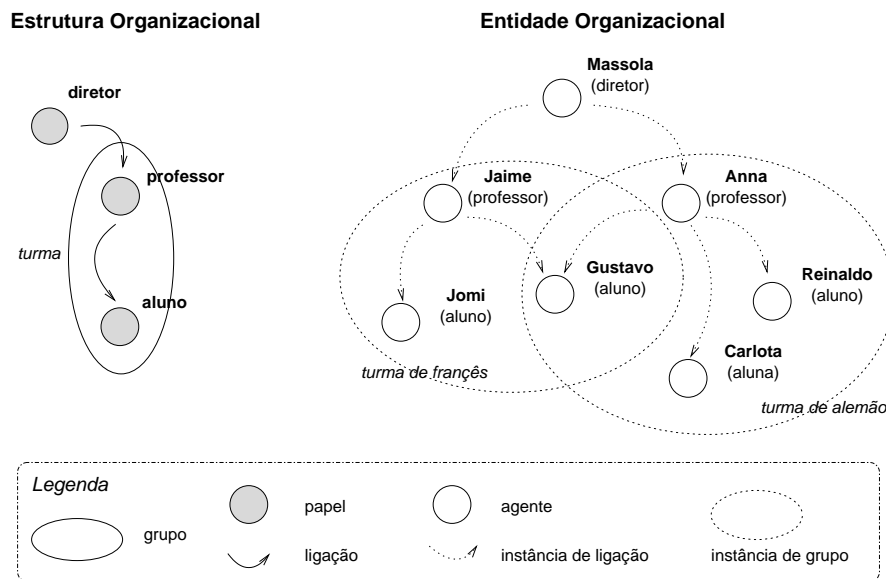 Estrutura Organizacional
diretor
professor
turma
aluno
Entidade Organizacional
Massola
(diretor)
Jaime
(professor)
Anna
(professor)
Gustavo
(aluno)
Reinaldo
(aluno)
Jomi
(aluno)
Carlota
(aluna)
turma de françês
turma de alemão
Legenda
grupo
papel
ligação
agente
instância de ligação
instância de grupo